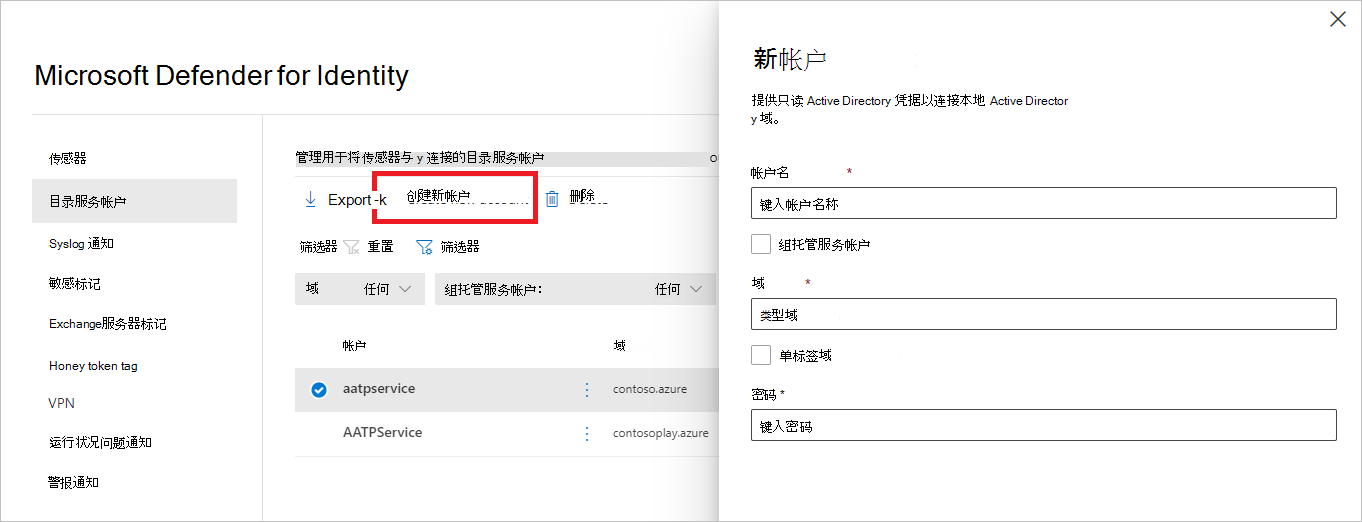 Microsoft Defender for Identity
传感器
目录服务帐户
Syslog 通知
敏感标记
Exchange服务器标记
Honey token tag
VPN
运行状况问题通知
警报通知
管理用于将传感器与 y 连接的目录服务帐户
Export -k 创建新帐户 删除
筛选器 重置 筛选器
域 任何 组托管服务帐户: 任何
帐户 域
aatpservice contoso.azure
AATPService contosoplay.azure
新帐户
提供只读 Active Directory 凭据以连接本地 Active Director
y 域。
帐户名 *
键入帐户名称
组托管服务帐户
域 *
类型域
单标签域
密码 *
键入密码